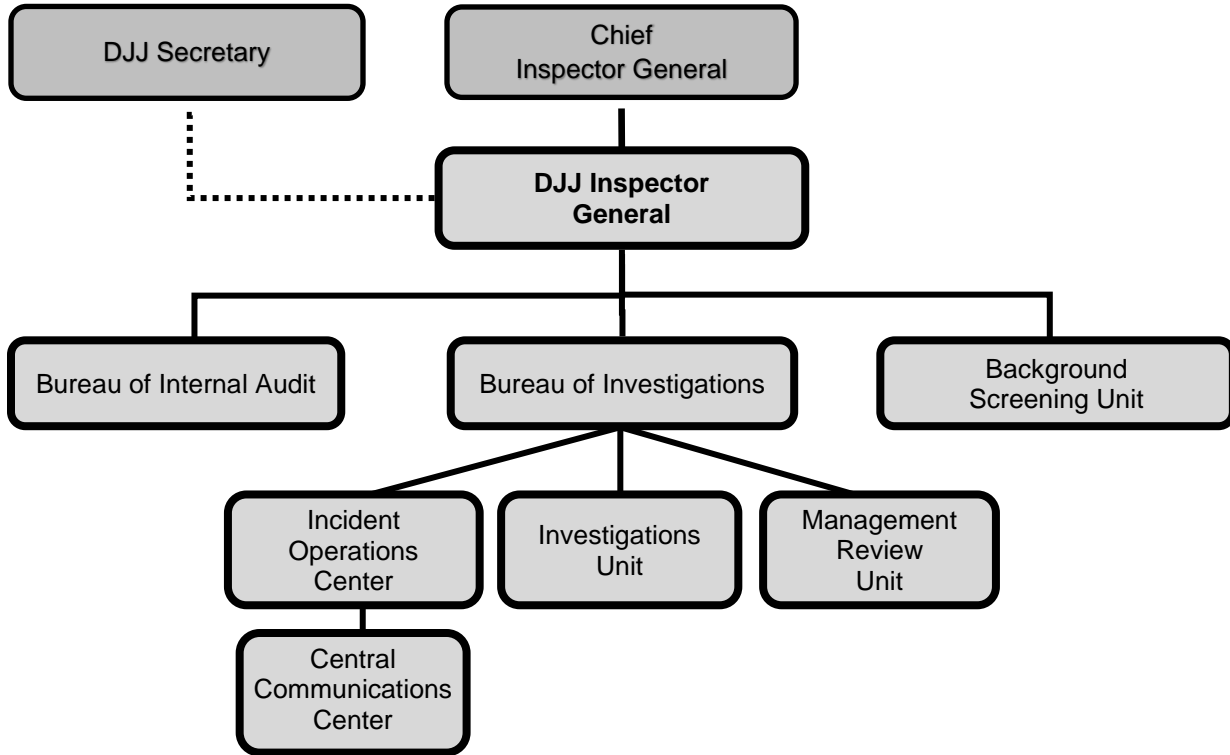 DJJ Secretary
Chief
Inspector General
DJJ Inspector
General
Bureau of Internal Audit
Bureau of Investigations
Background
Screening Unit
Incident
Operations
Center
Investigations
Unit
Management
Review
Unit
Central
Communications
Center